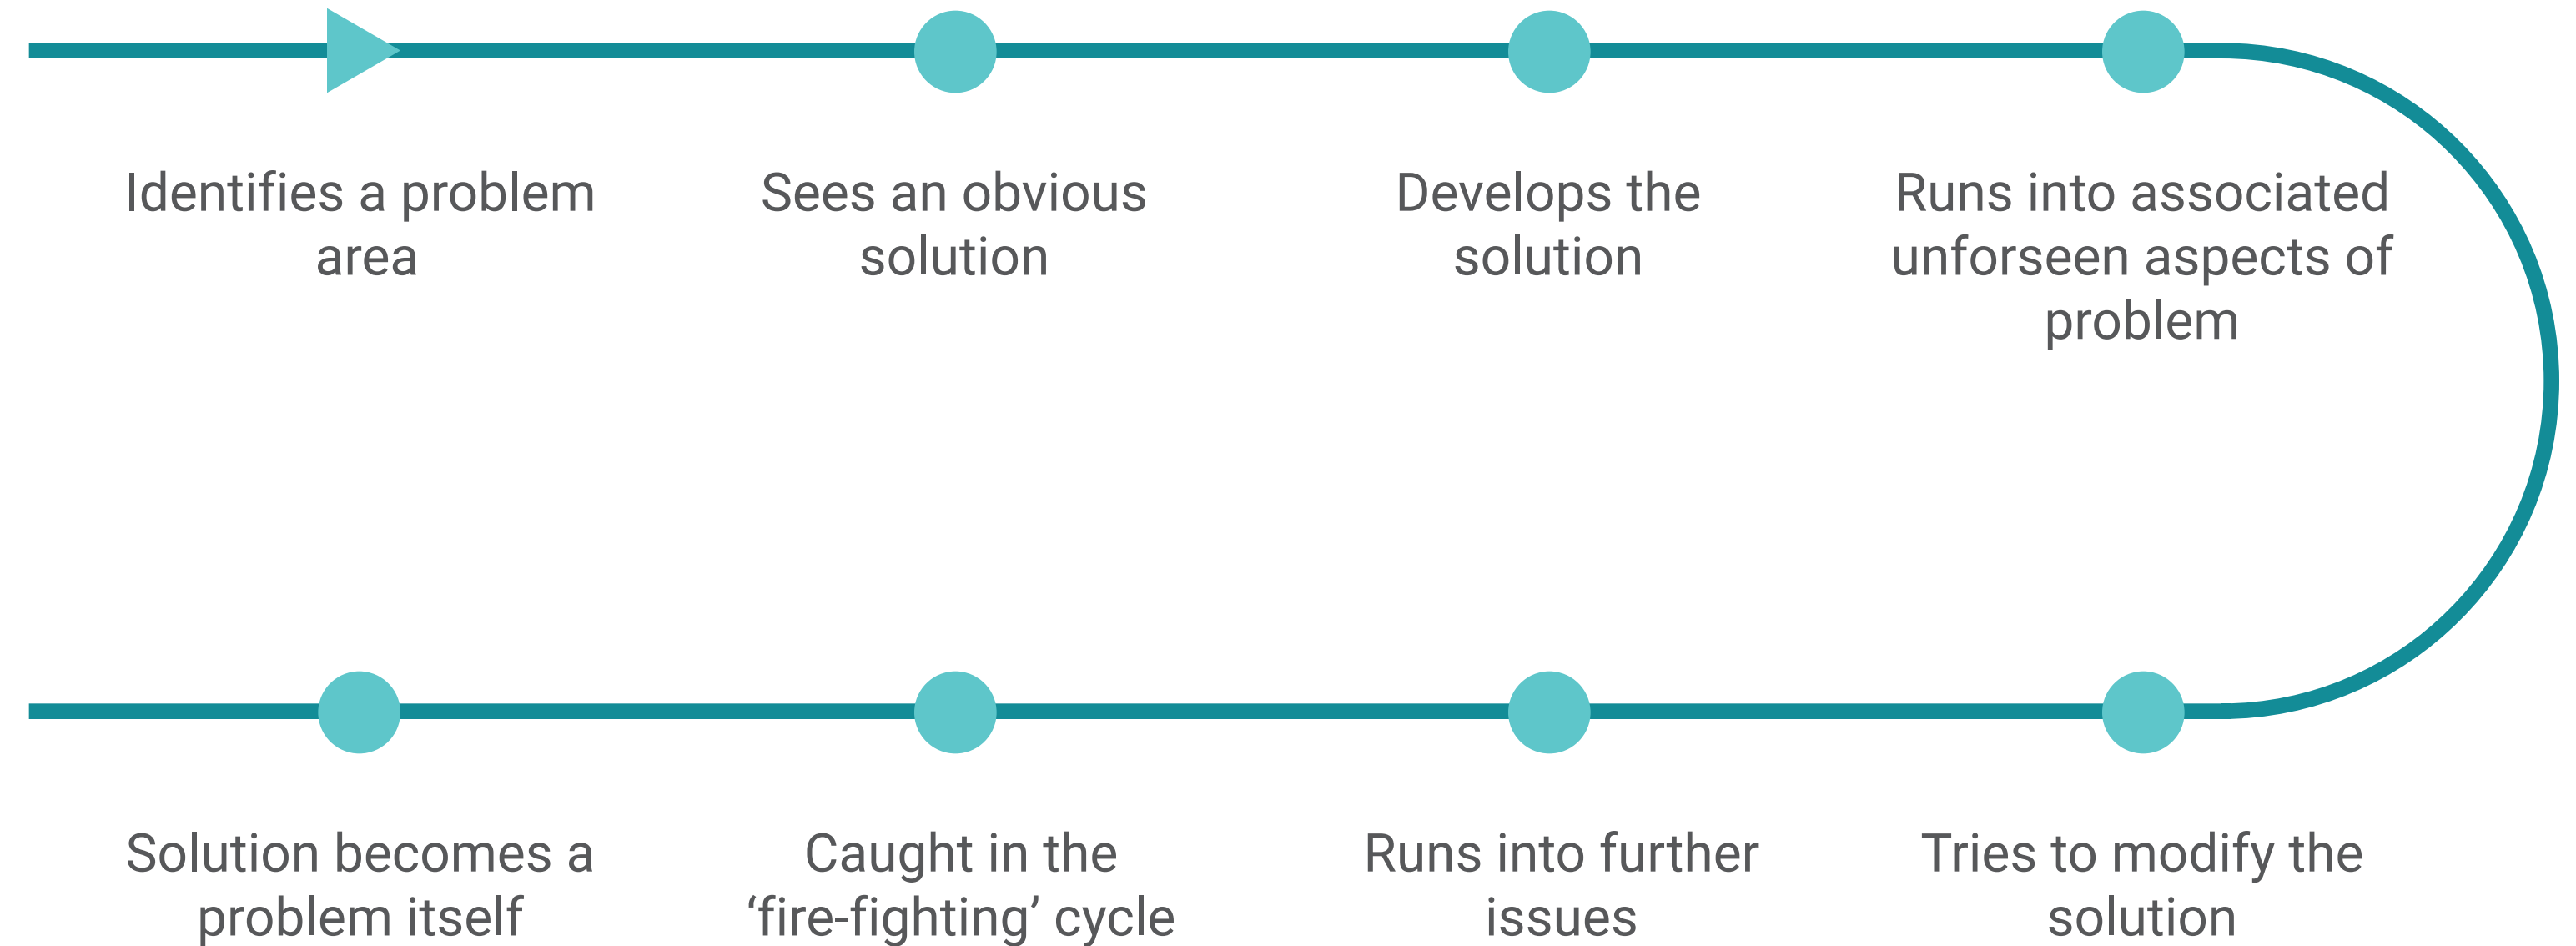 Identifies a problem
area
Sees an obvious
solution
Develops the
solution
Runs into associated
unforseen aspects of
problem
Tries to modify the
solution
Runs into further
issues
Caught in the
‘fire-fighting’ cycle
Solution becomes a
problem itself